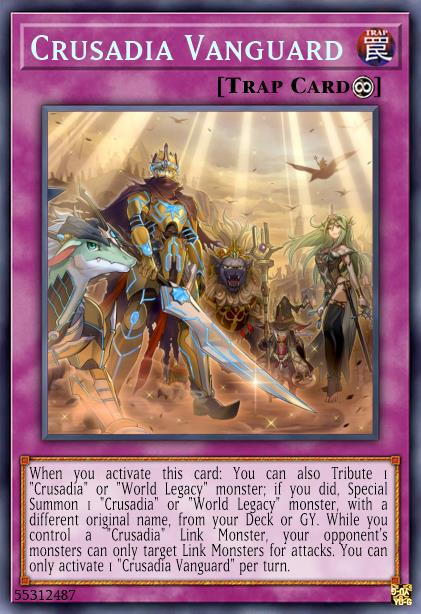 CRUSADIA VANGUARD
TRAP
罠
[TRAP CARD]
When you activate this card: You can also Tribute 1
"Crusadia" or "World Legacy" monster; if you did, Special
Summon 1 "Crusadia" or "World Legacy" monster, with a
different original name, from your Deck or GY. While you
control a "Crusadia" Link Monster, your opponent's
monsters can only target Link Monsters for attacks. You can
only activate 1 "Crusadia Vanguard" per turn.
55312487